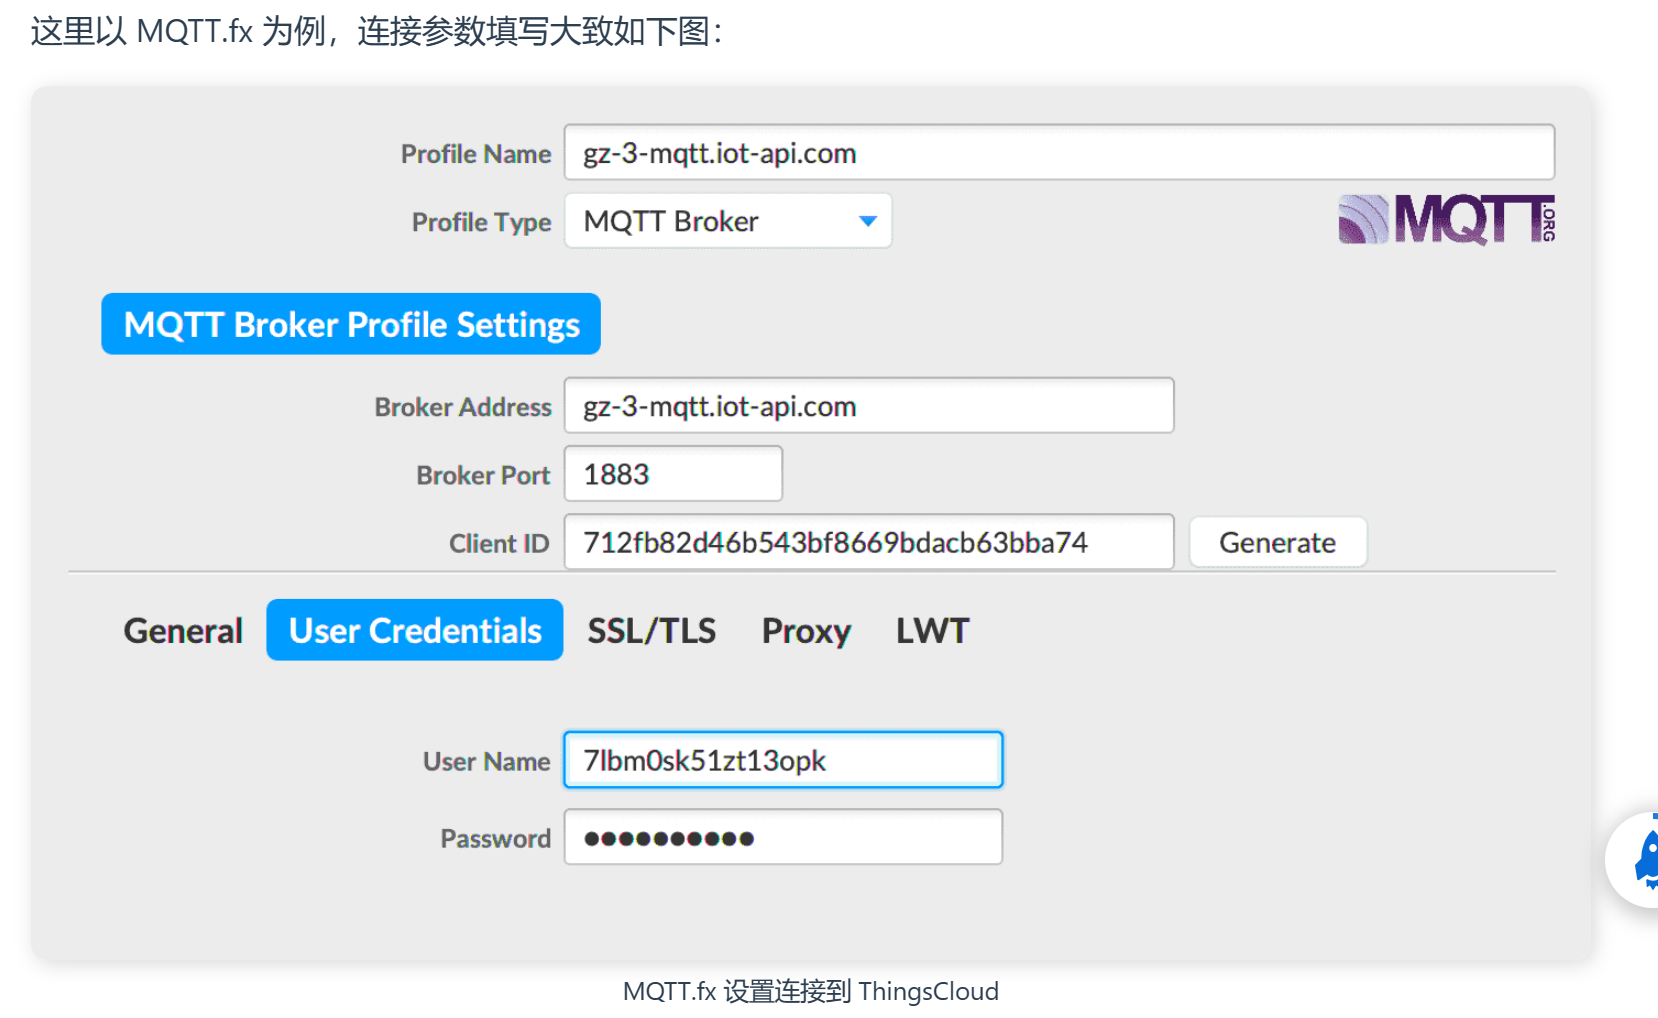 这里以 MQTT.fx 为例，连接参数填写大致如下图：
Profile Name gz-3-mqtt.iot-api.com
Profile Type MQTT Broker
MQTT.ORG
MQTT Broker Profile Settings
Broker Address gz-3-mqtt.iot-api.com
Broker Port 1883
Client ID 712fb82d46b543bf8669bdacb63bba74 Generate
General User Credentials SSL/TLS Proxy LWT
User Name 7lbm0sk51zt13opk
Password ●●●●●●●●●●
MQTT.fx 设置连接到 ThingsCloud